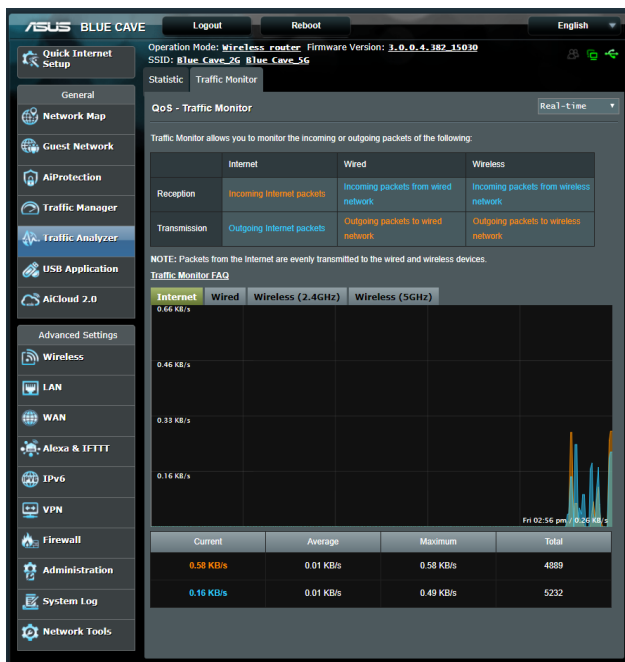 ASUS BLUE CAVE Logout Reboot English
Operation Mode: Wireless router Firmware Version: 3.0.0.4.382_15030
SSID: Blue Cave_2G Blue Cave_5G
Quick Internet
Setup
General
Network Map
Guest Network
AiProtection
Traffic Manager
Traffic Analyzer
USB Application
AiCloud 2.0
Advanced Settings
Wireless
LAN
WAN
Alexa & IFTTT
IPv6
VPN
Firewall
Administration
System Log
Network Tools
Statistic Traffic Monitor
QoS - Traffic Monitor Real-time
Traffic Monitor allows you to monitor the incoming or outgoing packets of the following:
Internet Wired Wireless
Reception Incoming Internet packets Incoming packets from wired network Incoming packets from wireless network
Transmission Outgoing Internet packets Outgoing packets to wired network Outgoing packets to wireless network
NOTE: Packets from the Internet are evenly transmitted to the wired and wireless devices.
Traffic Monitor FAQ
Internet Wired Wireless (2.4GHz) Wireless (5GHz)
0.66 KB/s
0.46 KB/s
0.33 KB/s
0.16 KB/s
Fri 02:56 pm / 0.26 KB/s
Current Average Maximum Total
0.58 KB/s 0.01 KB/s 0.58 KB/s 4889
0.16 KB/s 0.01 KB/s 0.49 KB/s 5232